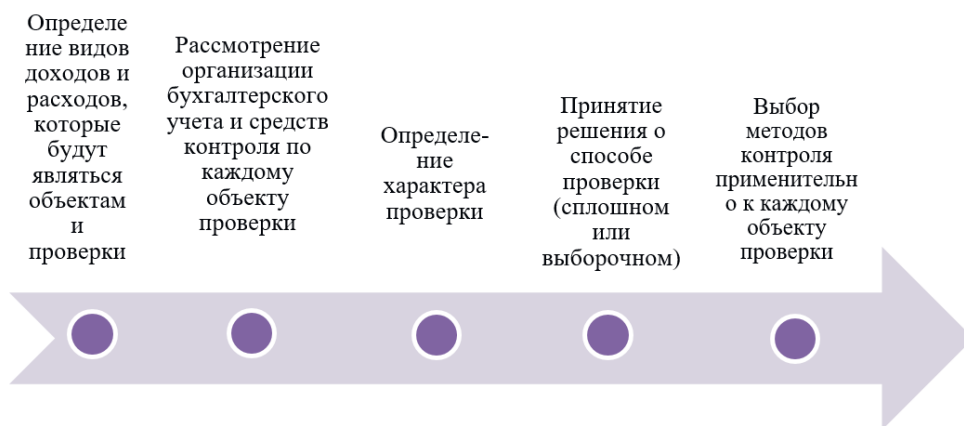 Определе
ние видов
доходов и
расходов,
которые
будут
являться
объектам
и
проверки
Рассмотрение
организации
бухгалтерского
учета и средств
контроля по
каждому
объекту
проверки
Определе-
ние
характера
проверки
Принятие
решения о
способе
проверки
(сплошном
или
выборочном)
Выбор
методов
контроля
применительн
о к каждому
объекту
проверки